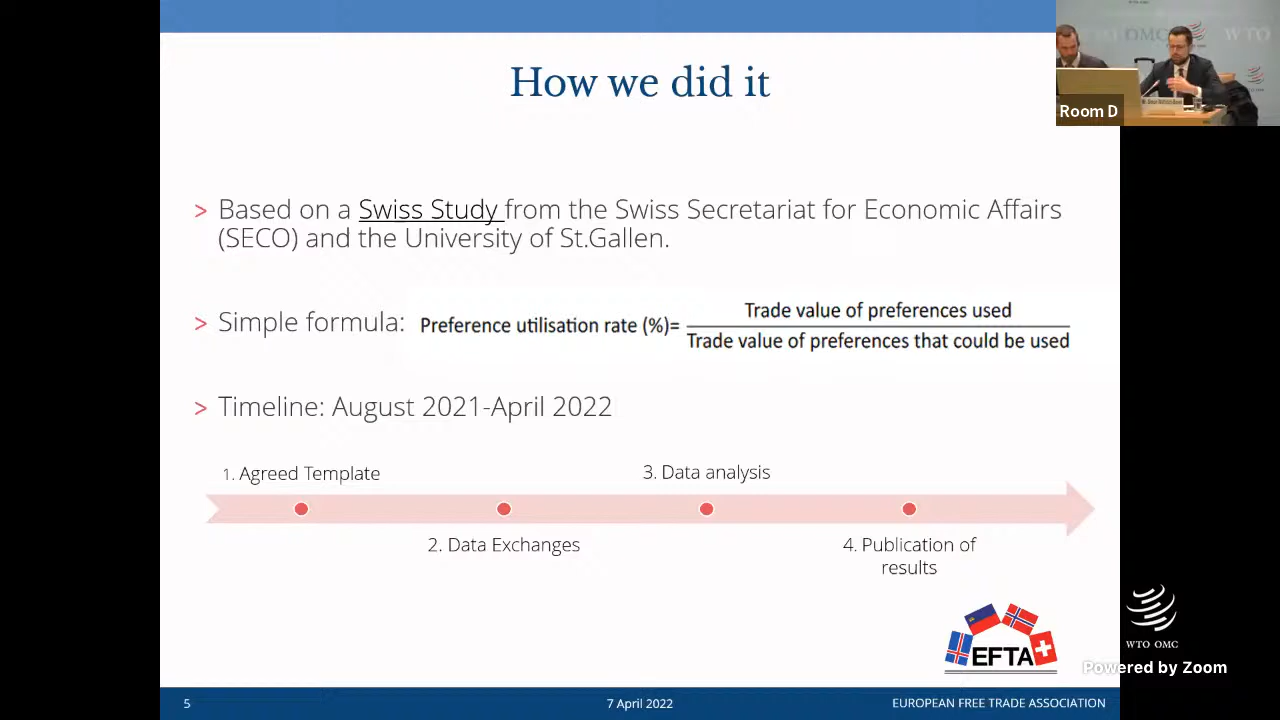 How we did it
WTO OMC
WTO
Room D
> Based on a Swiss Study from the Swiss Secretariat for Economic Affairs
(SECO) and the University of St.Gallen.
> Simple formula:
Preference utilisation rate (%)=
Trade value of preferences used
Trade value of preferences that could be used
> Timeline: August 2021-April 2022
1. Agreed Template
3. Data analysis
2. Data Exchanges
4. Publication of
results
EFTA
WTO OMC
Powered by Zoom
5
7 April 2022
EUROPEAN FREE TRADE ASSOCIATION